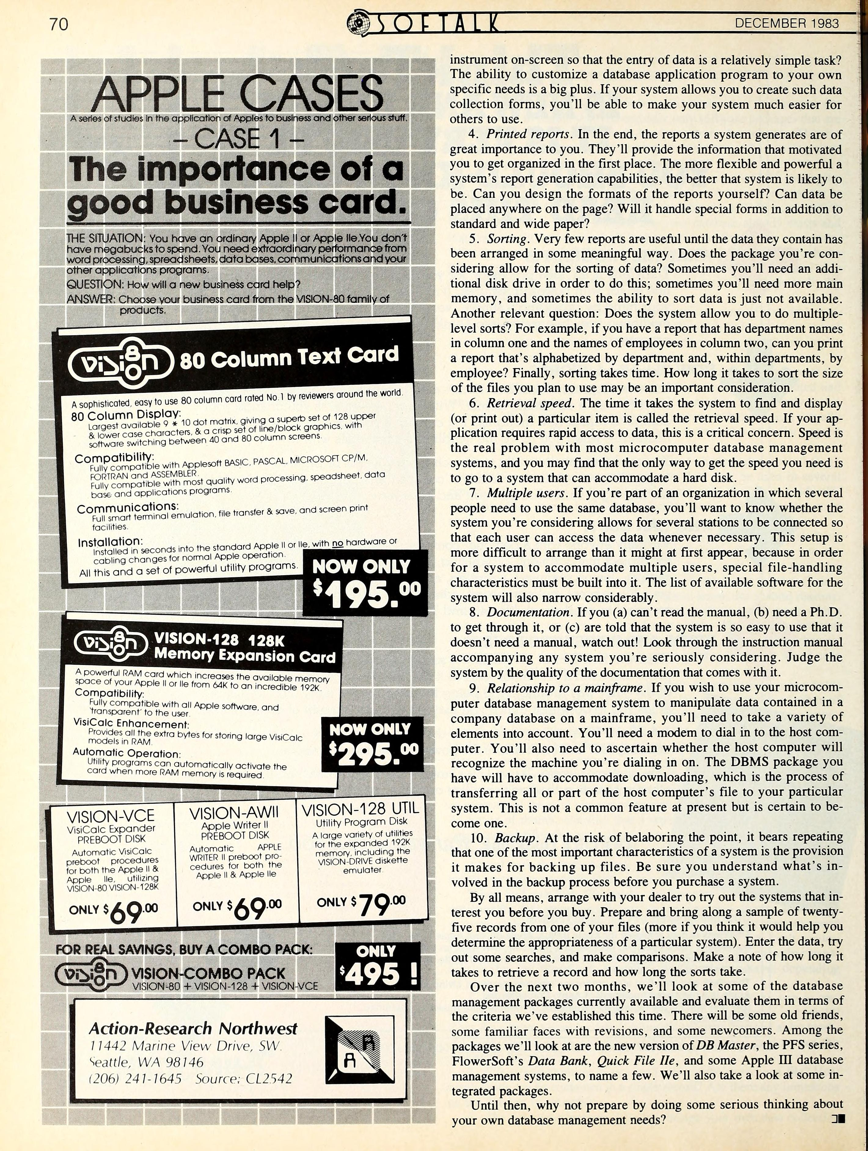 70
SOFTALK
DECEMBER 1983
APPLE CASES
A series of studies in the application of Apples to business and other serious stuff.
– CASE 1 –
The importance of a
good business card.
THE SITUATION: You have an ordinary Apple II or Apple IIe. You don't
have megabucks to spend. You need extraordinary performance from
word processing, spreadsheets, data bases, communications and your
other applications programs.
QUESTION: How will a new business card help?
ANSWER: Choose your business card from the VISION-80 family of
products.
ViSion 80 80 Column Text Card
A sophisticated, easy to use 80 column card rated No. 1 by reviewers around the world.
80 Column Display:
Largest available 9 * 10 dot matrix, giving a superb set of 128 upper
& lower case characters, & a crisp set of line/block graphics, with
software switching between 40 and 80 column screens.
Compatibility:
Fully compatible with Applesoft BASIC, PASCAL, MICROSOFT CP/M,
FORTRAN and ASSEMBLER.
Fully compatible with most quality word processing, speadsheet, data
base and applications programs.
Communications:
Full smart terminal emulation, file transfer & save, and screen print
facilities.
Installation:
Installed in seconds into the standard Apple II or IIe, with no hardware or
cabling changes for normal Apple operation.
All this and a set of powerful utility programs.
NOW ONLY
$195.00
ViSion 80 VISION-128 128K
Memory Expansion Card
A powerful RAM card which increases the available memory
space of your Apple II or IIe from 64K to an incredible 192K.
Compatibility:
Fully compatible with all Apple software, and
'transparent' to the user.
VisiCalc Enhancement:
Provides all the extra bytes for storing large VisiCalc
models in RAM.
Automatic Operation:
Utility programs can automatically activate the
card when more RAM memory is required.
NOW ONLY
$295.00
VISION-VCE
VisiCalc Expander
PREBOOT DISK
Automatic VisiCalc
preboot procedures
for both the Apple II &
Apple IIe, utilizing
VISION-80 VISION-128K
ONLY $69.00
VISION-AWII
Apple Writer II
PREBOOT DISK
Automatic APPLE
WRITER II preboot pro-
cedures for both the
Apple II & Apple IIe
ONLY $69.00
VISION-128 UTIL
Utility Program Disk
A large variety of utilities
for the expanded 192K
memory, including the
VISION-DRIVE diskette
emulater
ONLY $79.00
FOR REAL SAVINGS, BUY A COMBO PACK:
ViSion 80 VISION-COMBO PACK
VISION-80 + VISION-128 + VISION-VCE
ONLY
$495 !
Action-Research Northwest
11442 Marine View Drive, SW.
Seattle, WA 98146
(206) 241-1645 Source: CL2542
A R
instrument on-screen so that the entry of data is a relatively simple task?
The ability to customize a database application program to your own
specific needs is a big plus. If your system allows you to create such data
collection forms, you'll be able to make your system much easier for
others to use.
4. Printed reports. In the end, the reports a system generates are of
great importance to you. They'll provide the information that motivated
you to get organized in the first place. The more flexible and powerful a
system's report generation capabilities, the better that system is likely to
be. Can you design the formats of the reports yourself? Can data be
placed anywhere on the page? Will it handle special forms in addition to
standard and wide paper?
5. Sorting. Very few reports are useful until the data they contain has
been arranged in some meaningful way. Does the package you're con-
sidering allow for the sorting of data? Sometimes you'll need an addi-
tional disk drive in order to do this; sometimes you'll need more main
memory, and sometimes the ability to sort data is just not available.
Another relevant question: Does the system allow you to do multiple-
level sorts? For example, if you have a report that has department names
in column one and the names of employees in column two, can you print
a report that's alphabetized by department and, within departments, by
employee? Finally, sorting takes time. How long it takes to sort the size
of the files you plan to use may be an important consideration.
6. Retrieval speed. The time it takes the system to find and display
(or print out) a particular item is called the retrieval speed. If your ap-
plication requires rapid access to data, this is a critical concern. Speed is
the real problem with most microcomputer database management
systems, and you may find that the only way to get the speed you need is
to go to a system that can accommodate a hard disk.
7. Multiple users. If you're part of an organization in which several
people need to use the same database, you'll want to know whether the
system you're considering allows for several stations to be connected so
that each user can access the data whenever necessary. This setup is
more difficult to arrange than it might at first appear, because in order
for a system to accommodate multiple users, special file-handling
characteristics must be built into it. The list of available software for the
system will also narrow considerably.
8. Documentation. If you (a) can't read the manual, (b) need a Ph.D.
to get through it, or (c) are told that the system is so easy to use that it
doesn't need a manual, watch out! Look through the instruction manual
accompanying any system you're seriously considering. Judge the
system by the quality of the documentation that comes with it.
9. Relationship to a mainframe. If you wish to use your microcom-
puter database management system to manipulate data contained in a
company database on a mainframe, you'll need to take a variety of
elements into account. You'll need a modem to dial in to the host com-
puter. You'll also need to ascertain whether the host computer will
recognize the machine you're dialing in on. The DBMS package you
have will have to accommodate downloading, which is the process of
transferring all or part of the host computer's file to your particular
system. This is not a common feature at present but is certain to be-
come one.
10. Backup. At the risk of belaboring the point, it bears repeating
that one of the most important characteristics of a system is the provision
it makes for backing up files. Be sure you understand what's in-
volved in the backup process before you purchase a system.
By all means, arrange with your dealer to try out the systems that in-
terest you before you buy. Prepare and bring along a sample of twenty-
five records from one of your files (more if you think it would help you
determine the appropriateness of a particular system). Enter the data, try
out some searches, and make comparisons. Make a note of how long it
takes to retrieve a record and how long the sorts take.
Over the next two months, we'll look at some of the database
management packages currently available and evaluate them in terms of
the criteria we've established this time. There will be some old friends,
some familiar faces with revisions, and some newcomers. Among the
packages we'll look at are the new version of DB Master, the PFS series,
FlowerSoft's Data Bank, Quick File IIe, and some Apple III database
management systems, to name a few. We'll also take a look at some in-
tegrated packages.
Until then, why not prepare by doing some serious thinking about
your own database management needs?